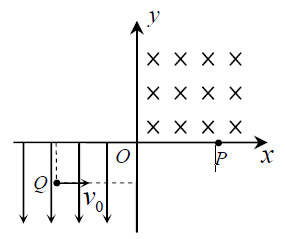 y
× × × ×
× × × ×
× × × ×
O P x
Q v₀